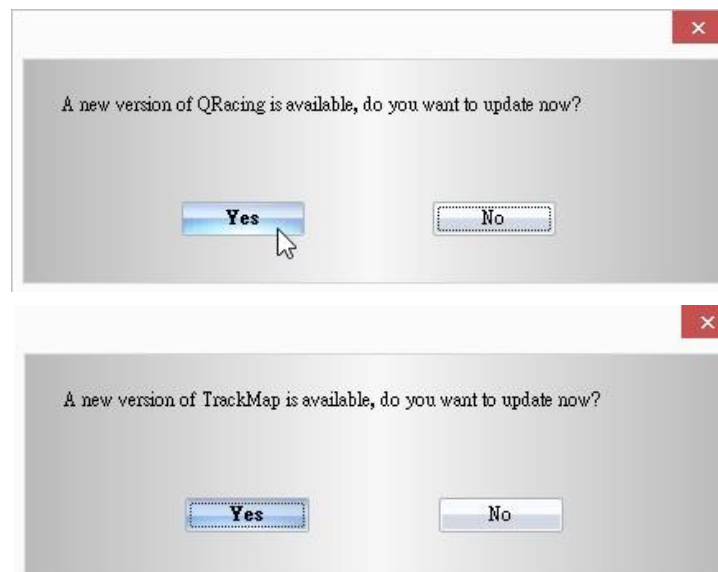 A new version of QRacing is available, do you want to update now?
Yes No
A new version of TrackMap is available, do you want to update now?
Yes No